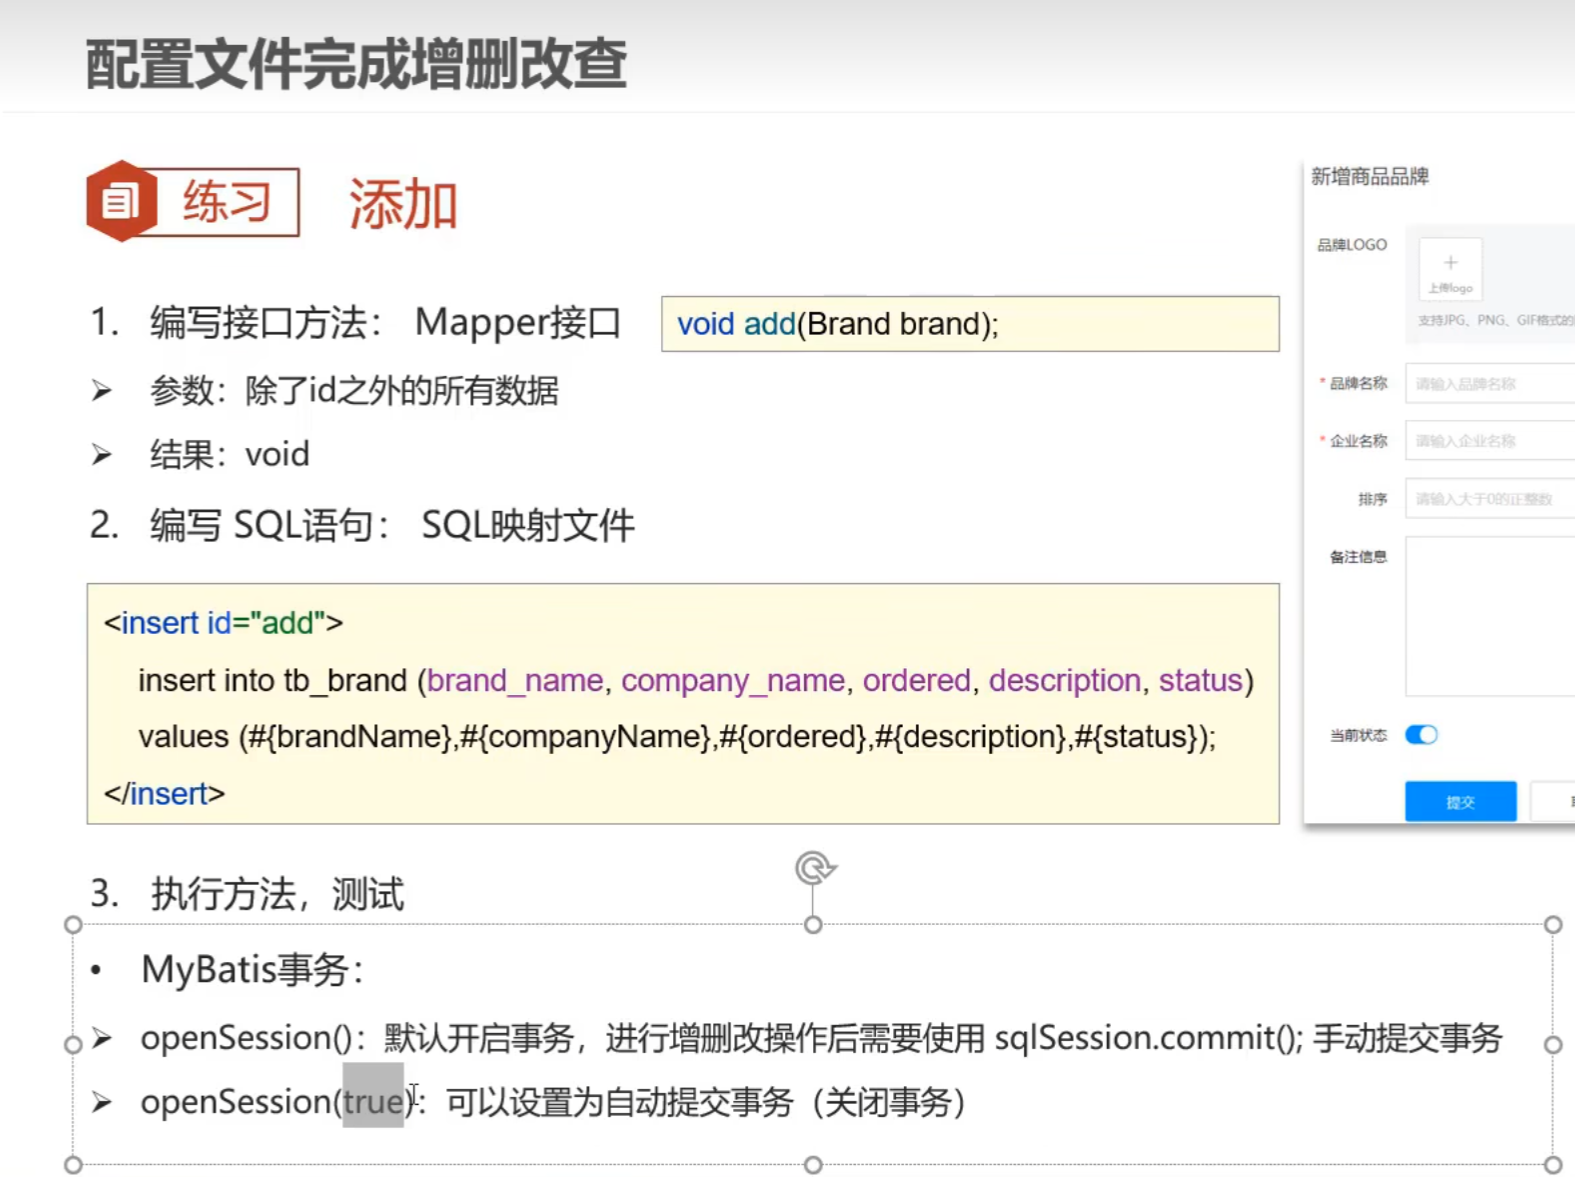 配置文件完成增删改查
练习 添加
1. 编写接口方法： Mapper接口
void add(Brand brand);
➢ 参数：除了id之外的所有数据
➢ 结果：void
2. 编写 SQL语句： SQL映射文件
<insert id="add">
insert into tb_brand (brand_name, company_name, ordered, description, status)
values (#{brandName},#{companyName},#{ordered},#{description},#{status});
</insert>
3. 执行方法，测试
• MyBatis事务：
➢ openSession()：默认开启事务，进行增删改操作后需要使用 sqlSession.commit(); 手动提交事务
➢ openSession(true)：可以设置为自动提交事务（关闭事务）
新增商品品牌
品牌LOGO
+
上传logo
支持JPG、PNG、GIF格式的
* 品牌名称 请输入品牌名称
* 企业名称 请输入企业名称
排序 请输入大于0的正整数
备注信息
当前状态
提交